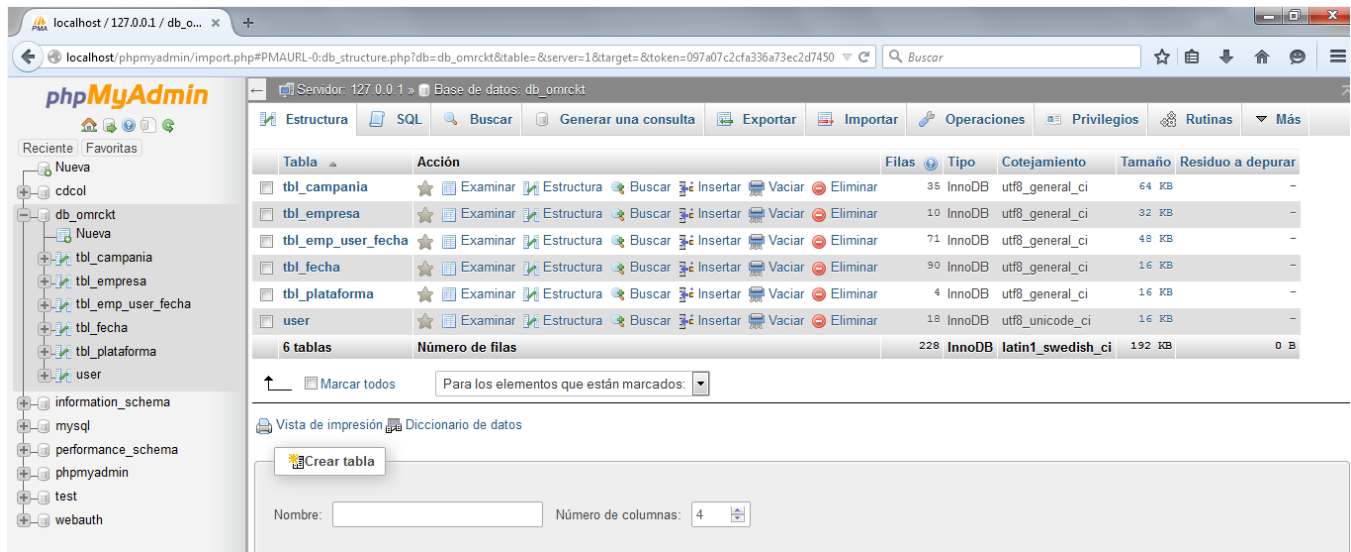 localhost / 127.0.0.1 / db_o... × +
localhost/phpmyadmin/import.php#PMAURL-0:db_structure.php?db=db_omrckt&table=&server=1&target=&token=097a07c2cfa336a73ec2d7450 Buscar
phpMyAdmin
Reciente Favoritas
Nueva
cdcol
db_omrckt
Nueva
tbl_campania
tbl_empresa
tbl_emp_user_fecha
tbl_fecha
tbl_plataforma
user
information_schema
mysql
performance_schema
phpmyadmin
test
webauth
Servidor: 127.0.0.1 » Base de datos: db_omrckt
Estructura SQL Buscar Generar una consulta Exportar Importar Operaciones Privilegios Rutinas Más
Tabla Acción Filas Tipo Cotejamiento Tamaño Residuo a depurar
tbl_campania Examinar Estructura Buscar Insertar Vaciar Eliminar 35 InnoDB utf8_general_ci 64 KB -
tbl_empresa Examinar Estructura Buscar Insertar Vaciar Eliminar 10 InnoDB utf8_general_ci 32 KB -
tbl_emp_user_fecha Examinar Estructura Buscar Insertar Vaciar Eliminar 71 InnoDB utf8_general_ci 48 KB -
tbl_fecha Examinar Estructura Buscar Insertar Vaciar Eliminar 90 InnoDB utf8_general_ci 16 KB -
tbl_plataforma Examinar Estructura Buscar Insertar Vaciar Eliminar 4 InnoDB utf8_general_ci 16 KB -
user Examinar Estructura Buscar Insertar Vaciar Eliminar 18 InnoDB utf8_unicode_ci 16 KB -
6 tablas Número de filas 228 InnoDB latin1_swedish_ci 192 KB 0 B
Marcar todos Para los elementos que están marcados:
Vista de impresión Diccionario de datos
Crear tabla
Nombre: Número de columnas: 4